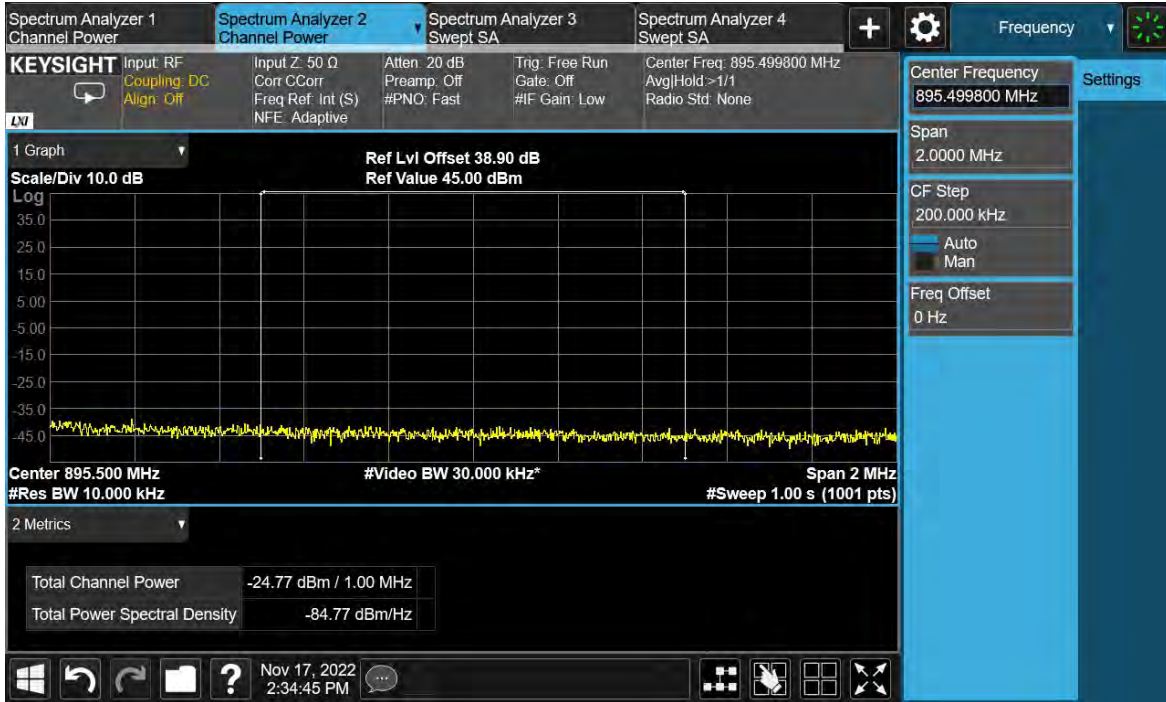 Spectrum Analyzer 1
Channel Power
Spectrum Analyzer 2
Channel Power
Spectrum Analyzer 3
Swept SA
Spectrum Analyzer 4
Swept SA
+
Frequency
KEYSIGHT
LXI
Input: RF
Coupling: DC
Align: Off
Input Z: 50 Ω
Corr CCorr
Freq Ref: Int (S)
NFE: Adaptive
Atten: 20 dB
Preamp: Off
#PNO: Fast
Trig: Free Run
Gate: Off
#IF Gain: Low
Center Freq: 895.499800 MHz
Avg|Hold:>1/1
Radio Std: None
Center Frequency
895.499800 MHz
Settings
Span
2.0000 MHz
CF Step
200.000 kHz
Auto
Man
Freq Offset
0 Hz
1 Graph
Scale/Div 10.0 dB
Ref Lvl Offset 38.90 dB
Ref Value 45.00 dBm
Log
35.0
25.0
15.0
5.00
-5.00
-15.0
-25.0
-35.0
-45.0
Center 895.500 MHz
#Video BW 30.000 kHz*
Span 2 MHz
#Res BW 10.000 kHz
#Sweep 1.00 s (1001 pts)
2 Metrics
Total Channel Power -24.77 dBm / 1.00 MHz
Total Power Spectral Density -84.77 dBm/Hz
?
Nov 17, 2022
2:34:45 PM